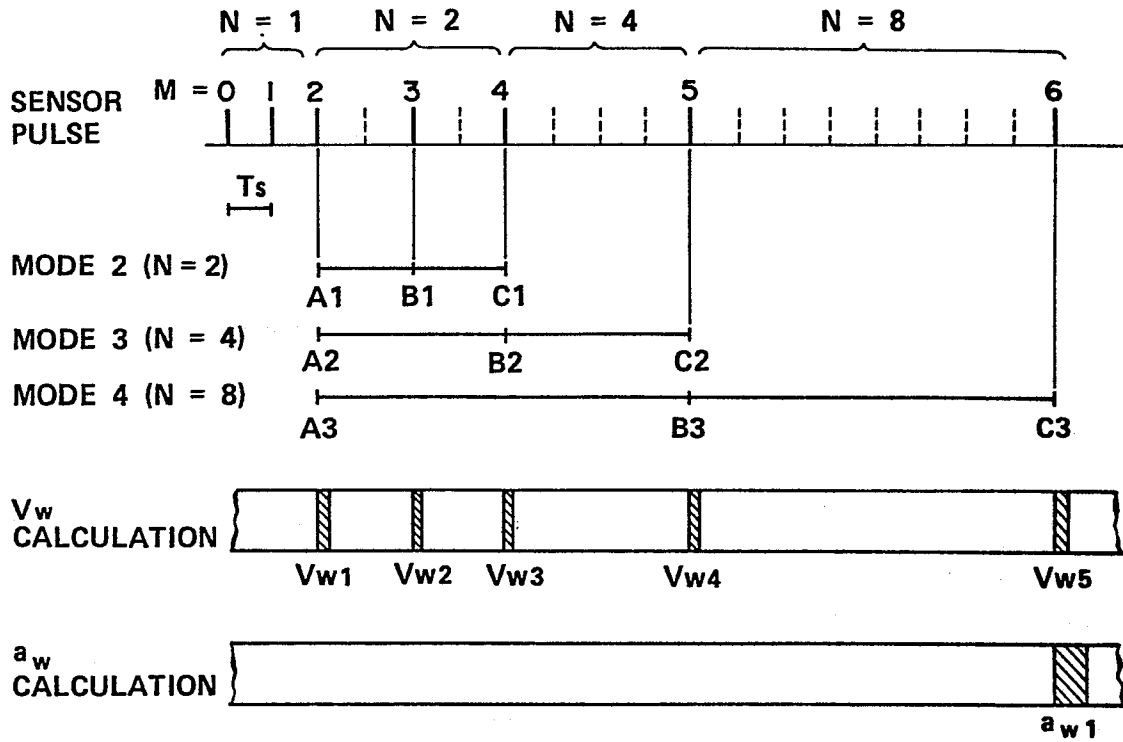 N = 1 N = 2 N = 4 N = 8
SENSOR PULSE M = 0 1 2 3 4 5 6
Ts
MODE 2 (N = 2)
A1 B1 C1
MODE 3 (N = 4)
A2 B2 C2
MODE 4 (N = 8)
A3 B3 C3
Vw
CALCULATION
Vw1 Vw2 Vw3 Vw4 Vw5
aw
CALCULATION
aw1